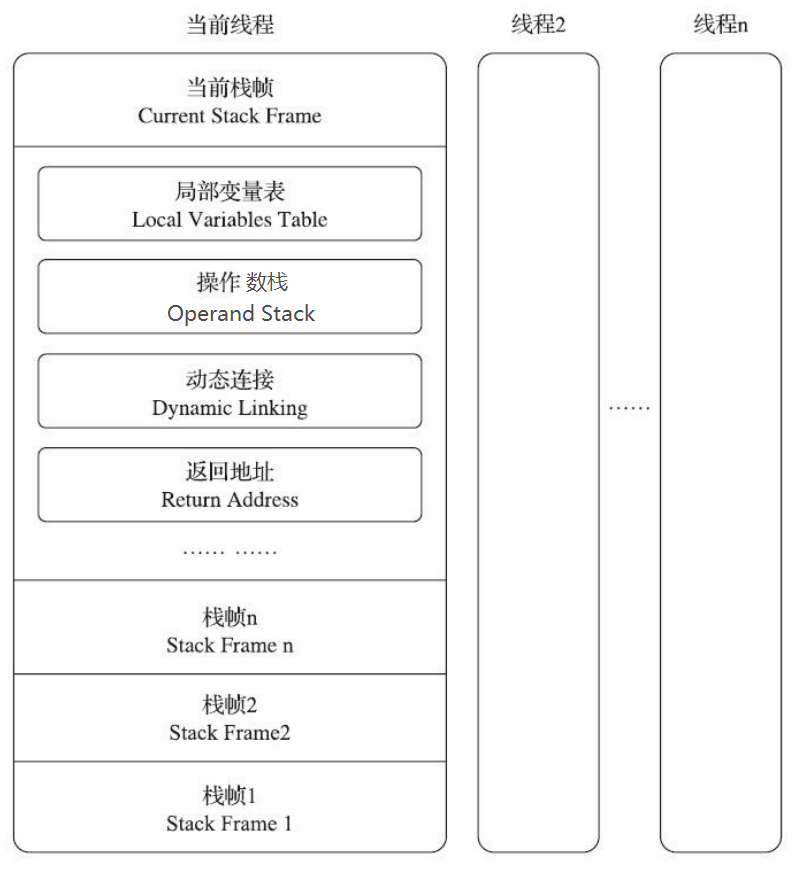 当前线程
线程2
线程n
当前栈帧
Current Stack Frame
局部变量表
Local Variables Table
操作 数栈
Operand Stack
动态连接
Dynamic Linking
返回地址
Return Address
…… ……
……
栈帧n
Stack Frame n
栈帧2
Stack Frame2
栈帧1
Stack Frame 1